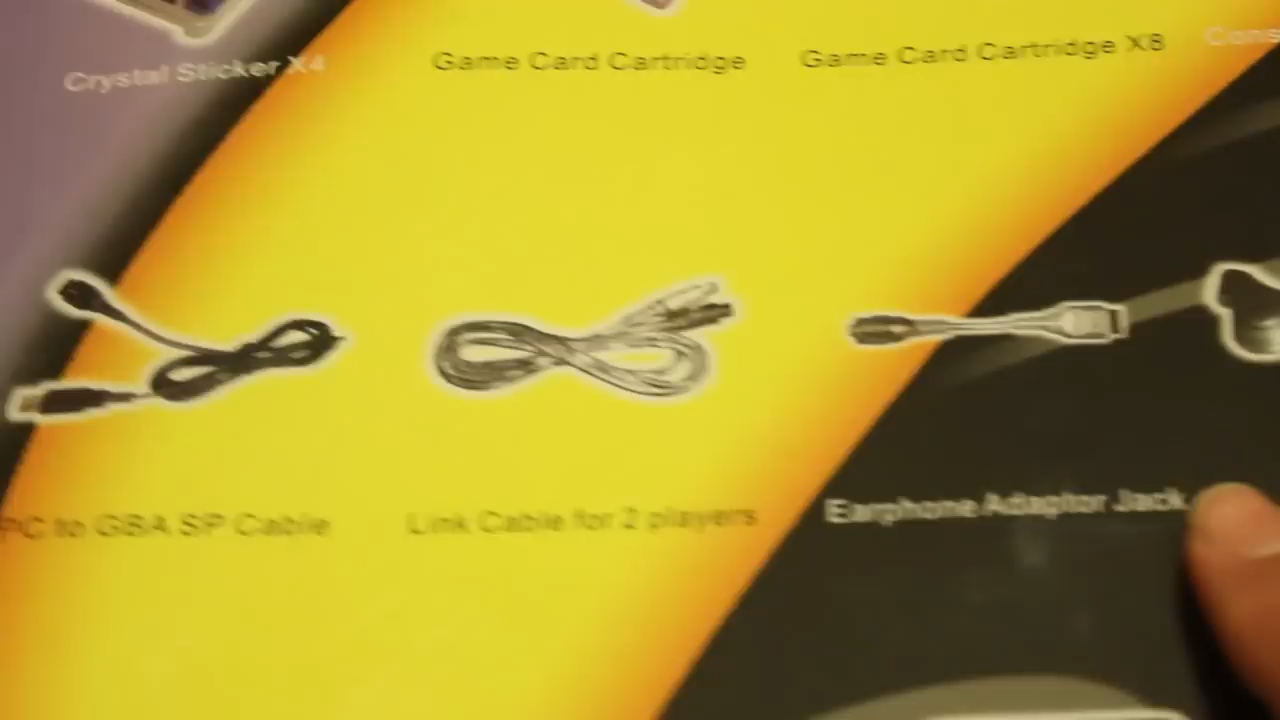 Crystal Sticker X4
Game Card Cartridge
Game Card Cartridge X8
PC to GBA SP Cable
Link Cable for 2 players
Earphone Adaptor Jack